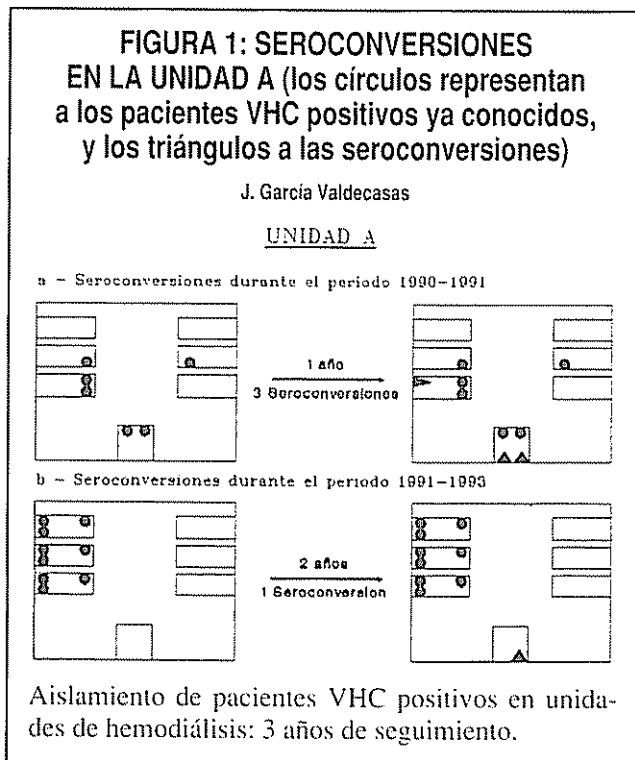 FIGURA 1: SEROCONVERSIONES
EN LA UNIDAD A (los círculos representan
a los pacientes VHC positivos ya conocidos,
y los triángulos a las seroconversiones)
J. García Valdecasas
UNIDAD A
a - Seroconversiones durante el periodo 1990-1991
1 año
3 Seroconversiones
b - Seroconversiones durante el periodo 1991-1993
2 años
1 Seroconversion
Aislamiento de pacientes VHC positivos en unida-
des de hemodiálisis: 3 años de seguimiento.